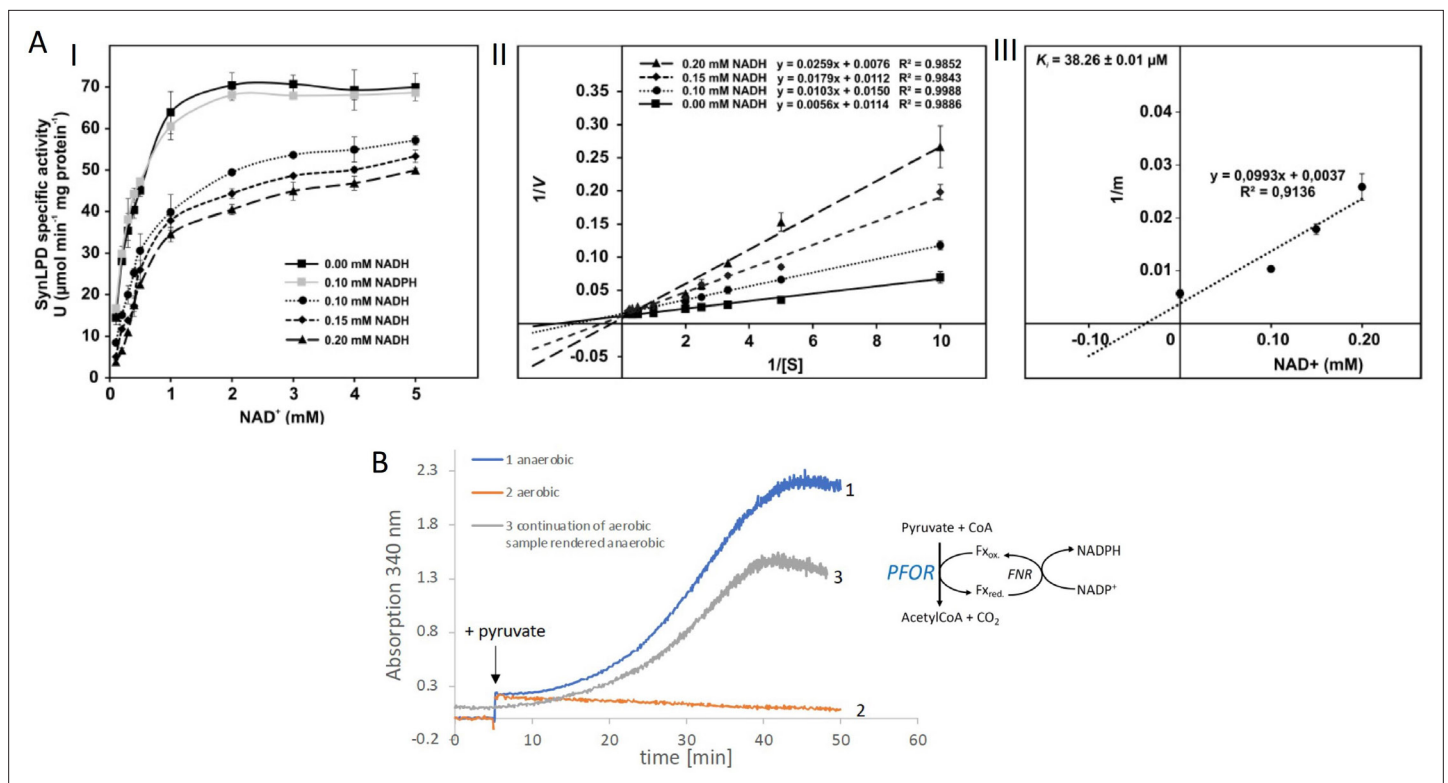 A
I
SynLPD specific activity
U (µmol min⁻¹ mg protein⁻¹)
70
60
50
40
30
20
10
0
0 1 2 3 4 5
NAD⁺ (mM)
0.00 mM NADH
0.10 mM NADPH
0.10 mM NADH
0.15 mM NADH
0.20 mM NADH
II
0.20 mM NADH y = 0.0259x + 0.0076 R² = 0.9852
0.15 mM NADH y = 0.0179x + 0.0112 R² = 0.9843
0.10 mM NADH y = 0.0103x + 0.0150 R² = 0.9988
0.00 mM NADH y = 0.0056x + 0.0114 R² = 0.9886
1/V
0.35
0.30
0.25
0.20
0.15
0.10
0.05
0.00
-0.05
2 4 6 8 10
1/[S]
III
Kᵢ = 38.26 ± 0.01 µM
1/m
0.04
0.03
0.02
0.01
y = 0,0993x + 0,0037
R² = 0,9136
-0.10 0 0.10 0.20
NAD+ (mM)
B
1 anaerobic
2 aerobic
3 continuation of aerobic
sample rendered anaerobic
Absorption 340 nm
2.3
1.8
1.3
0.8
0.3
-0.2
+ pyruvate
1
3
2
0 10 20 30 40 50 60
time [min]
Pyruvate + CoA
PFOR
Fxox.
Fxred.
FNR
NADPH
NADP⁺
AcetylCoA + CO₂